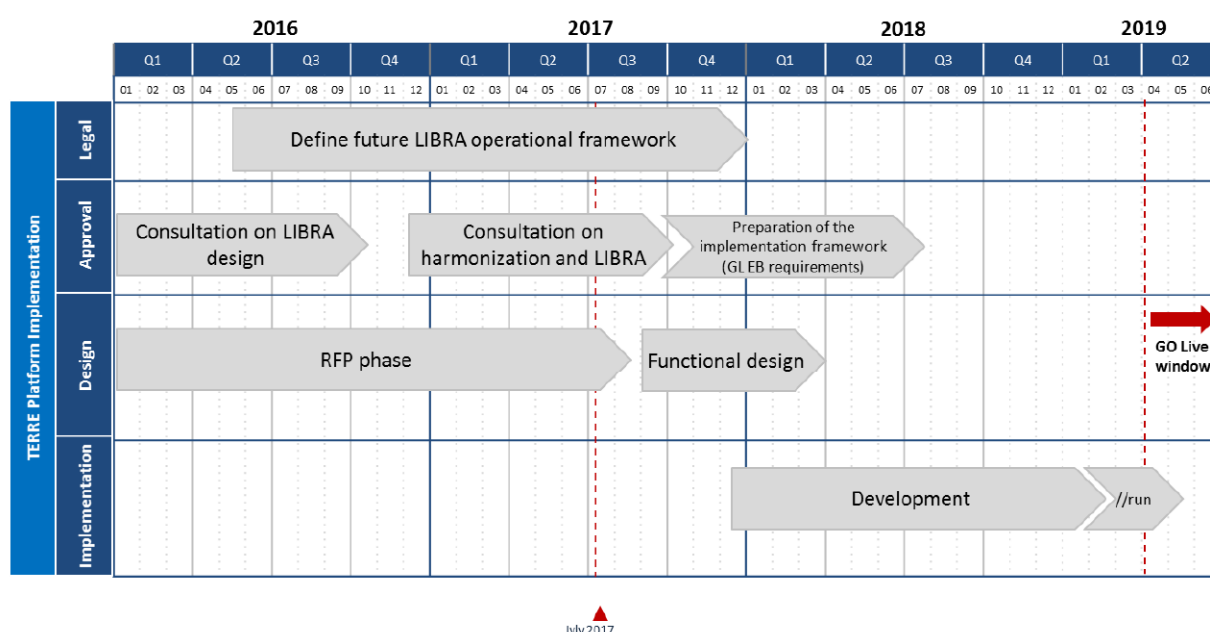 2016 2017 2018 2019
Q1 Q2 Q3 Q4 Q1 Q2 Q3 Q4 Q1 Q2 Q3 Q4 Q1 Q2
01 02 03 04 05 06 07 08 09 10 11 12 01 02 03 04 05 06 07 08 09 10 11 12 01 02 03 04 05 06 07 08 09 10 11 12 01 02 03 04 05 06
TERRE Platform Implementation
Legal
Define future LIBRA operational framework
Approval
Consultation on LIBRA
design
Consultation on
harmonization and LIBRA
Preparation of the
implementation framework
(GL EB requirements)
Design
RFP phase
Functional design
GO Live
window
Implementation
Development
//run
July 2017